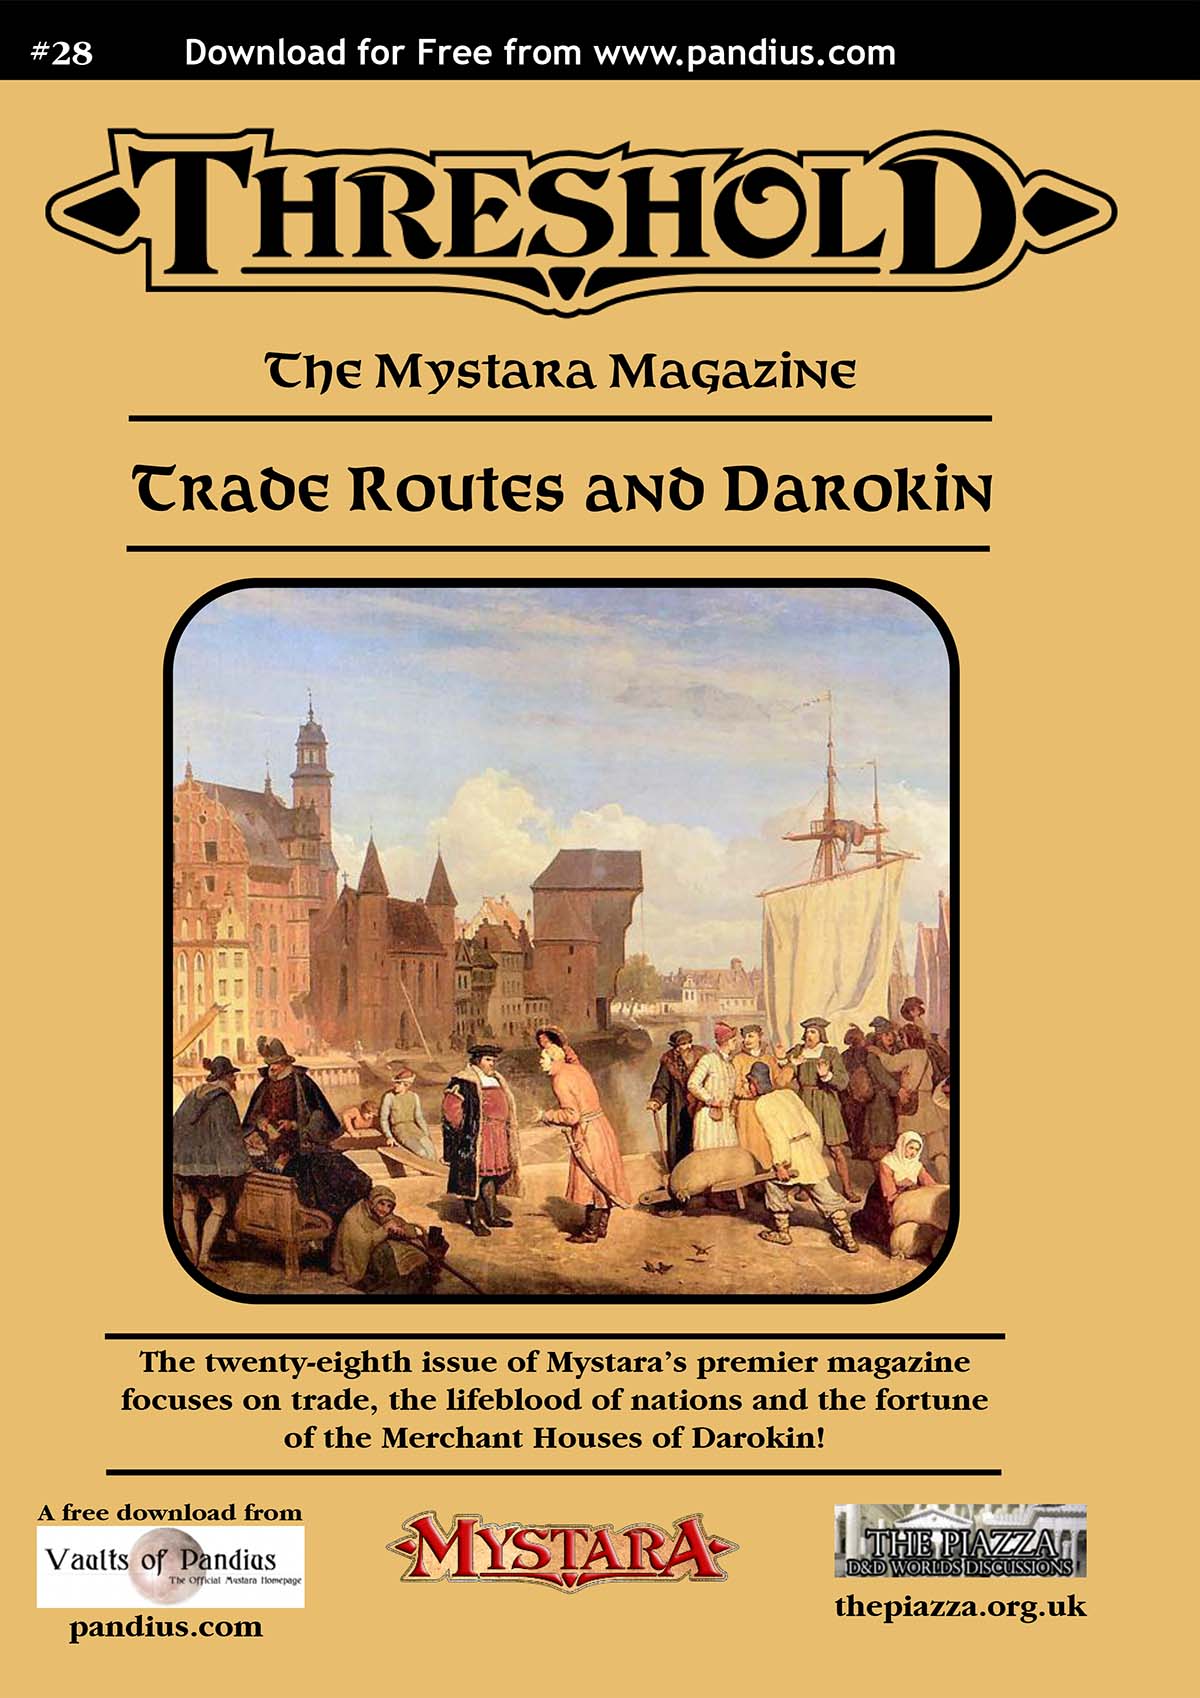 #28 Download for Free from www.pandius.com
THRESHOLD
The Mystara Magazine
Trade Routes and Darokin
The twenty-eighth issue of Mystara's premier magazine
focuses on trade, the lifeblood of nations and the fortune
of the Merchant Houses of Darokin!
A free download from
Vaults of Pandius
The Official Mystara Homepage
pandius.com
MYSTARA
THE PIAZZA
D&D WORLDS DISCUSSIONS
thepiazza.org.uk